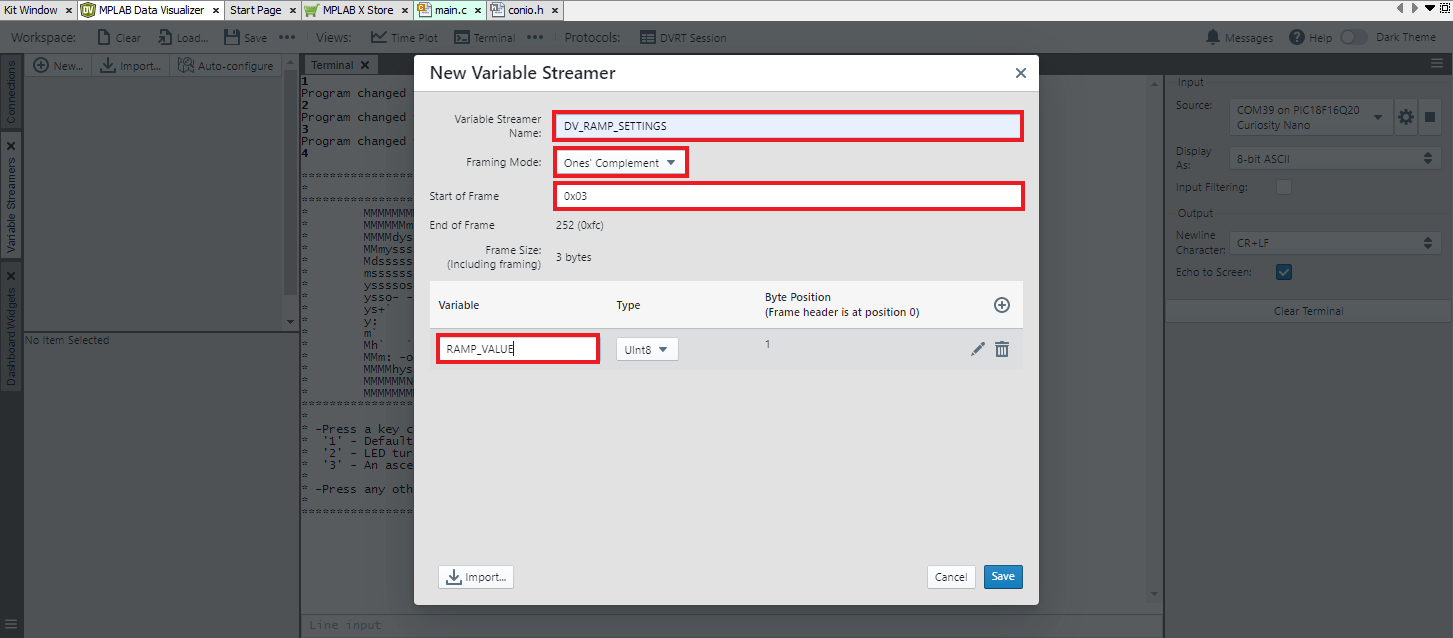 Kit Window × MPLAB Data Visualizer × Start Page × MPLAB X Store × main.c × conio.h ×
Workspace: Clear Load... Save ••• Views: Time Plot Terminal ••• Protocols: DVRT Session Messages Help Dark Theme
Connections
Variable Streamers
Dashboard Widgets
New... Import... Auto-configure
No Item Selected
Terminal
1
Program changed
2
Program changed
3
Program changed
4
MMMMMMM
MMMMMMm
MMMMdys
MMmysss
Mdsssss
msssssss
yssssos
ysso- -
ys+`
y:
m`
Mh`
MMm: -o
MMMMhys
MMMMMMN
MMMMMMM
* -Press a key c
* '1' - Default
* '2' - LED tur
* '3' - An asce
* -Press any oth
Line input
New Variable Streamer
Variable Streamer
Name:
DV_RAMP_SETTINGS
Framing Mode: Ones' Complement
Start of Frame 0x03
End of Frame 252 (0xfc)
Frame Size:
(Including framing)
3 bytes
Variable Type Byte Position
(Frame header is at position 0)
RAMP_VALUE UInt8 1
Import... Cancel Save
Input
Source: COM39 on PIC18F16Q20
Curiosity Nano
Display
As:
8-bit ASCII
Input Filtering:
Output
Newline
Character:
CR+LF
Echo to Screen:
Clear Terminal